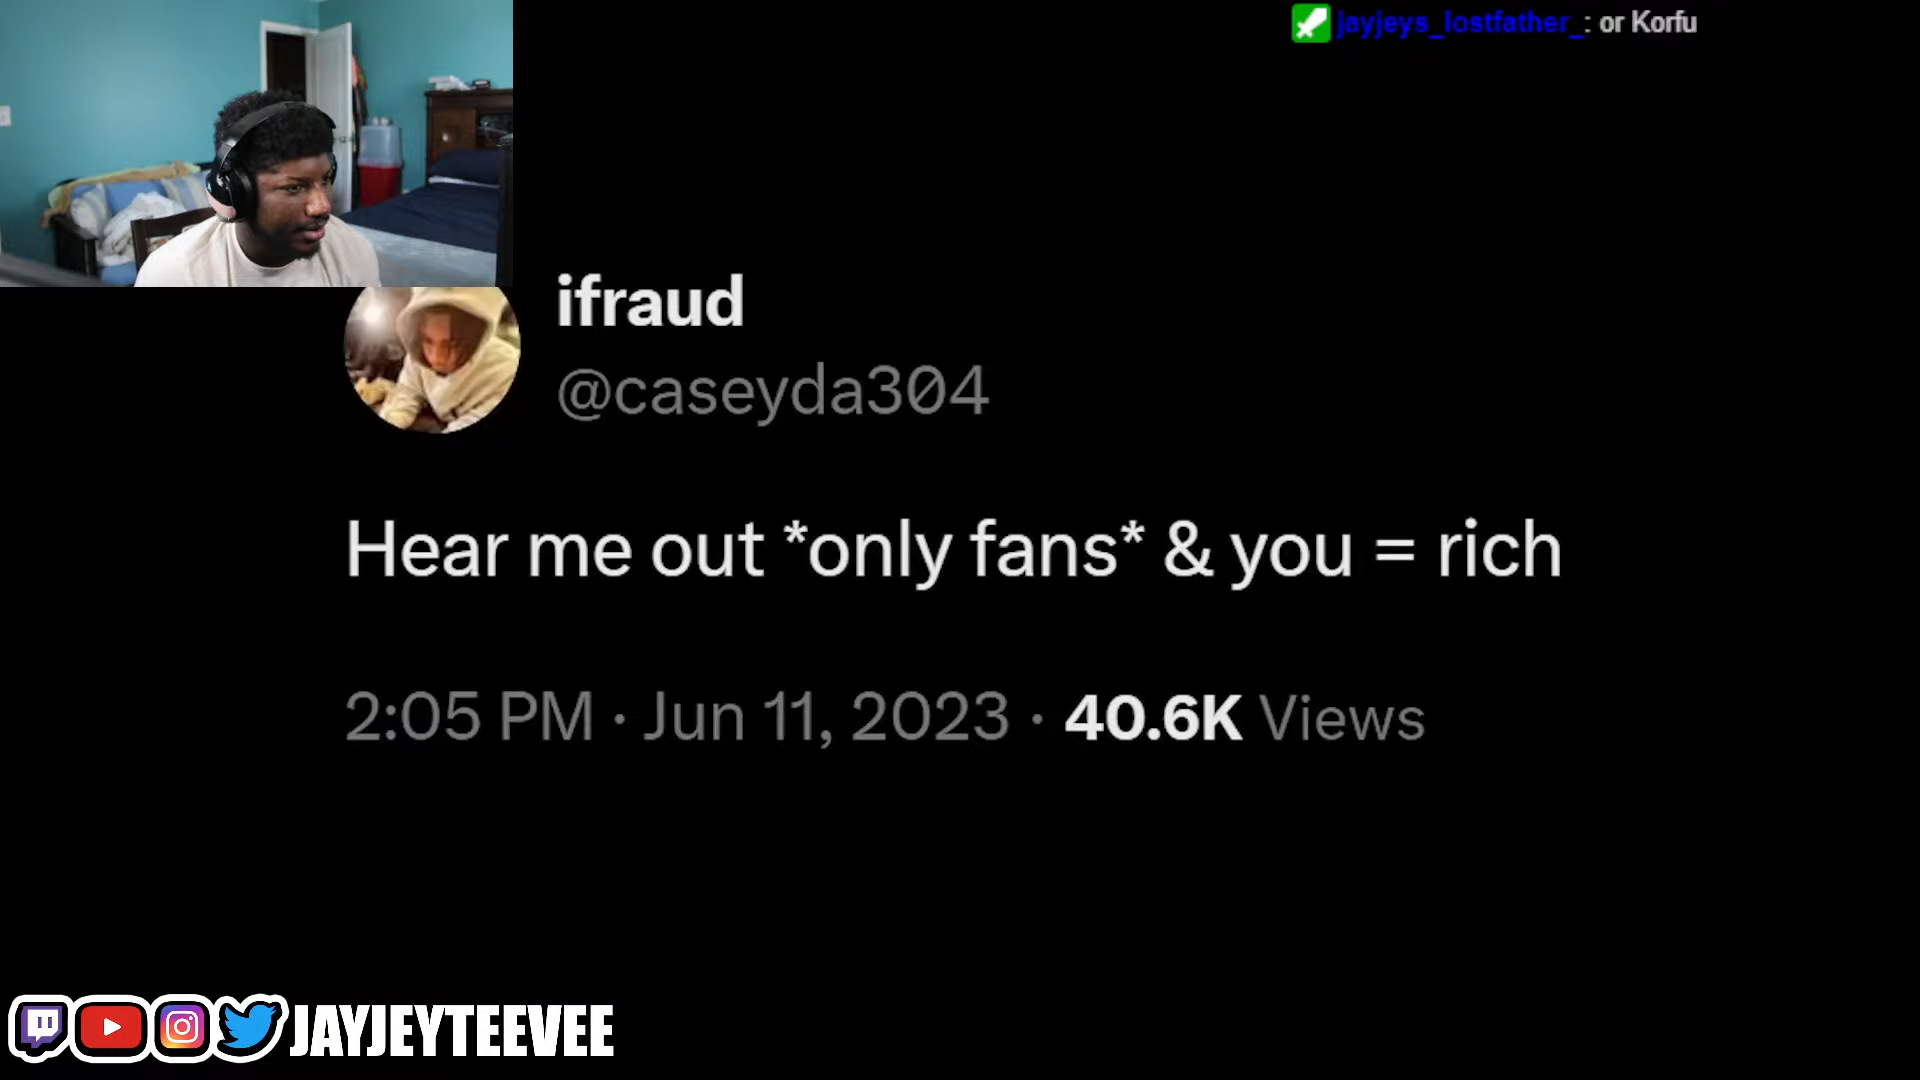 jayjeys_lostfather_: or Korfu
ifraud
@caseyda304
Hear me out *only fans* & you = rich
2:05 PM · Jun 11, 2023 · 40.6K Views
JAYJEYTEEVEE